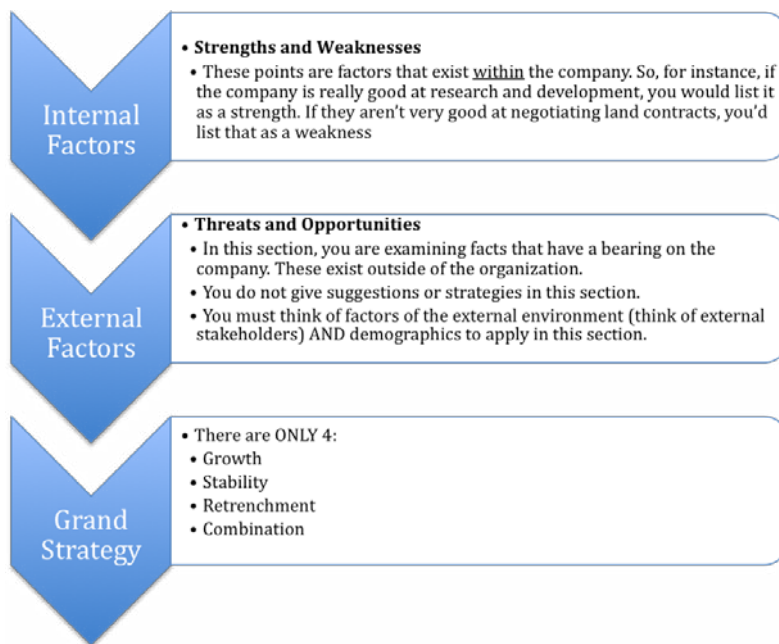 Internal
Factors
• Strengths and Weaknesses
• These points are factors that exist within the company. So, for instance, if
the company is really good at research and development, you would list it
as a strength. If they aren't very good at negotiating land contracts, you'd
list that as a weakness
External
Factors
• Threats and Opportunities
• In this section, you are examining facts that have a bearing on the
company. These exist outside of the organization.
• You do not give suggestions or strategies in this section.
• You must think of factors of the external environment (think of external
stakeholders) AND demographics to apply in this section.
Grand
Strategy
• There are ONLY 4:
• Growth
• Stability
• Retrenchment
• Combination